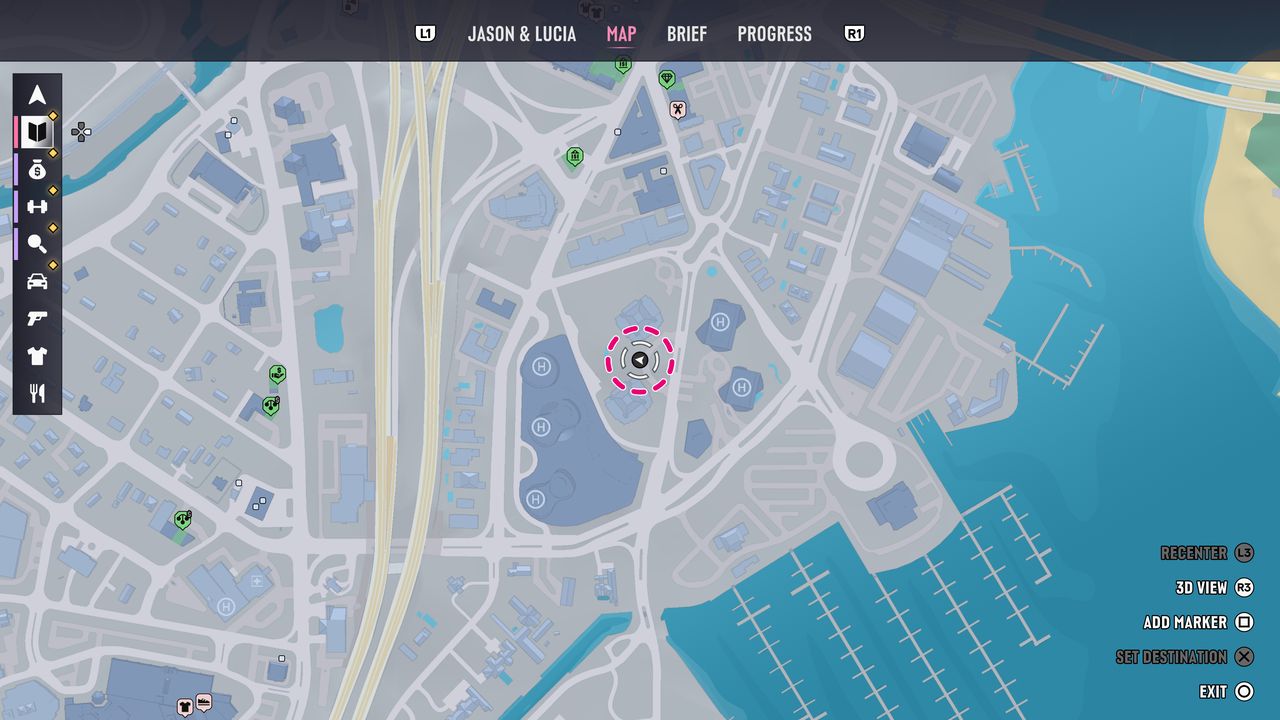 L1 JASON & LUCIA MAP BRIEF PROGRESS R1
H
H
H
H
H
H
RECENTER L3
3D VIEW R3
ADD MARKER
SET DESTINATION
EXIT